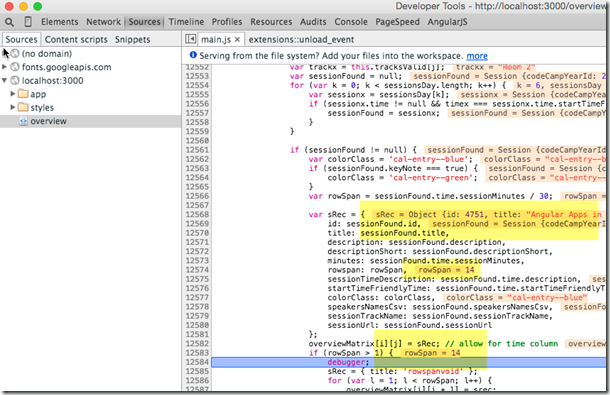 Developer Tools - http://localhost:3000/overview
Elements Network Sources Timeline Profiles Resources Audits Console PageSpeed AngularJS
Sources Content scripts Snippets
main.js × extensions::unload_event
(no domain)
fonts.googleapis.com
localhost:3000
app
styles
overview
Serving from the file system? Add your files into the workspace. more
12552 var trackx = this.tracksValid[j]; trackx = "Room 2"
12553 var sessionFound = null; sessionFound = Session {codeCampYearId: 2
12554 for (var k = 0; k < sessionsDay.length; k++) { k = 6, sessionsDay
12555 var sessionx = sessionsDay[k]; sessionx = Session {codeCampYearId
12556 if (sessionx.time != null && timex === sessionx.time.startTimeF
12557 sessionFound = sessionx; sessionFound = Session {codeCampYe
12558 }
12559 }
12560
12561 if (sessionFound != null) { sessionFound = Session {codeCampYearId:
12562 var colorClass = 'cal-entry--blue'; colorClass = "cal-entry--b
12563 if (sessionFound.keyNote === true) { sessionFound = Session {
12564 colorClass = 'cal-entry--green'; colorClass = "cal-entry--
12565 }
12566 var rowSpan = sessionFound.time.sessionMinutes / 30; rowSpan =
12567
12568 var sRec = { sRec = Object {id: 4751, title: "Angular Apps in
12569 id: sessionFound.id, sessionFound = Session {codeCampYearI
12570 title: sessionFound.title,
12571 description: sessionFound.description,
12572 descriptionShort: sessionFound.descriptionShort,
12573 minutes: sessionFound.time.sessionMinutes,
12574 rowspan: rowSpan, rowSpan = 14
12575 sessionTimeDescription: sessionFound.time.description, se
12576 startTimeFriendlyTime: sessionFound.time.startTimeFriendlyT
12577 colorClass: colorClass, colorClass = "cal-entry--blue"
12578 speakersNamesCsv: sessionFound.speakersNamesCsv, sessionFo
12579 sessionTrackName: sessionFound.sessionTrackName,
12580 sessionUrl: sessionFound.sessionUrl
12581 };
12582 overviewMatrix[i][j] = sRec; // allow for time column overview
12583 if (rowSpan > 1) { rowSpan = 14
12584 debugger;
12585 sRec = { title: 'rowspanvoid' };
12586 for (var l = 1; l < rowSpan; l++) {
12587 overviewMatrix[i + l] = sRec;